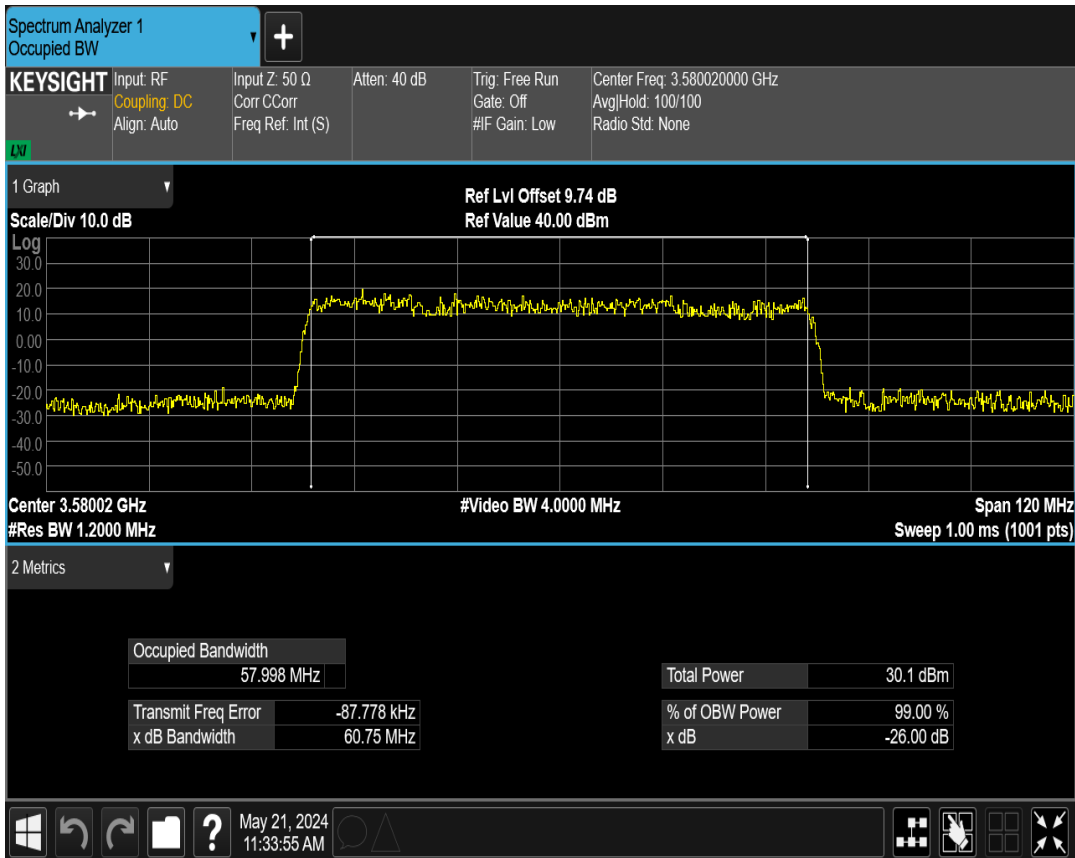 Spectrum Analyzer 1
Occupied BW
+
KEYSIGHT
LXI
Input: RF
Coupling: DC
Align: Auto
Input Z: 50 Ω
Corr CCorr
Freq Ref: Int (S)
Atten: 40 dB
Trig: Free Run
Gate: Off
#IF Gain: Low
Center Freq: 3.580020000 GHz
Avg|Hold: 100/100
Radio Std: None
1 Graph
Scale/Div 10.0 dB
Ref Lvl Offset 9.74 dB
Ref Value 40.00 dBm
Log
30.0
20.0
10.0
0.00
-10.0
-20.0
-30.0
-40.0
-50.0
Center 3.58002 GHz
#Video BW 4.0000 MHz
Span 120 MHz
#Res BW 1.2000 MHz
Sweep 1.00 ms (1001 pts)
2 Metrics
Occupied Bandwidth
57.998 MHz
Total Power 30.1 dBm
Transmit Freq Error -87.778 kHz
% of OBW Power 99.00 %
x dB Bandwidth 60.75 MHz
x dB -26.00 dB
?
May 21, 2024
11:33:55 AM